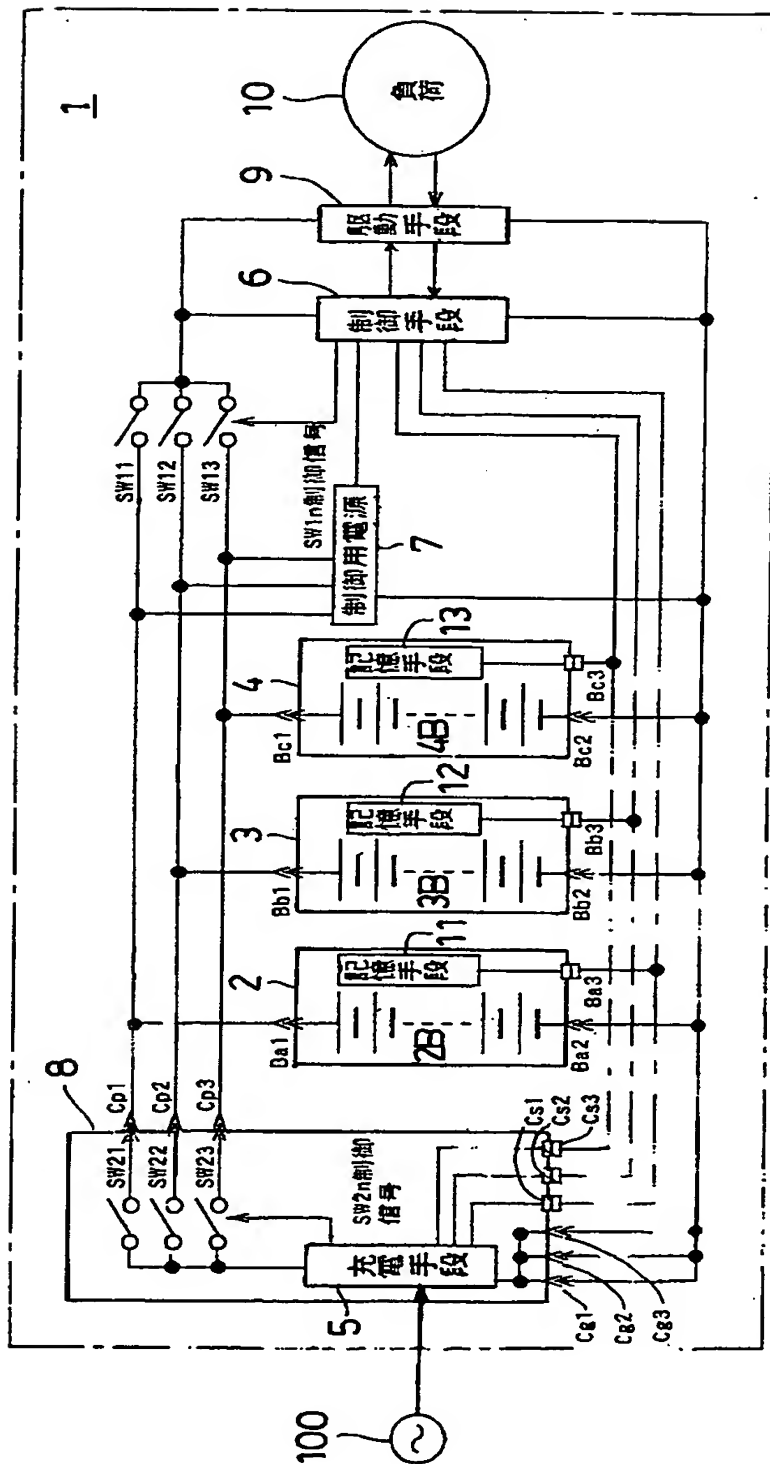 1
8
Cp1
Cp2
Cp3
SW21
SW22
SW23
SW2n制御
信号
充電手段
5
100
Cg1
Cg2
Cg3
Cs1
Cs2
Cs3
2
Ba1
記憶手段
11
2B
Ba2
Ba3
3
Bb1
記憶手段
12
3B
Bb2
Bb3
4
Bc1
記憶手段
13
4B
Bc2
Bc3
制御用電源
7
SW1n制御信号
SW11
SW12
SW13
6
制御手段
9
駆動手段
10
負荷